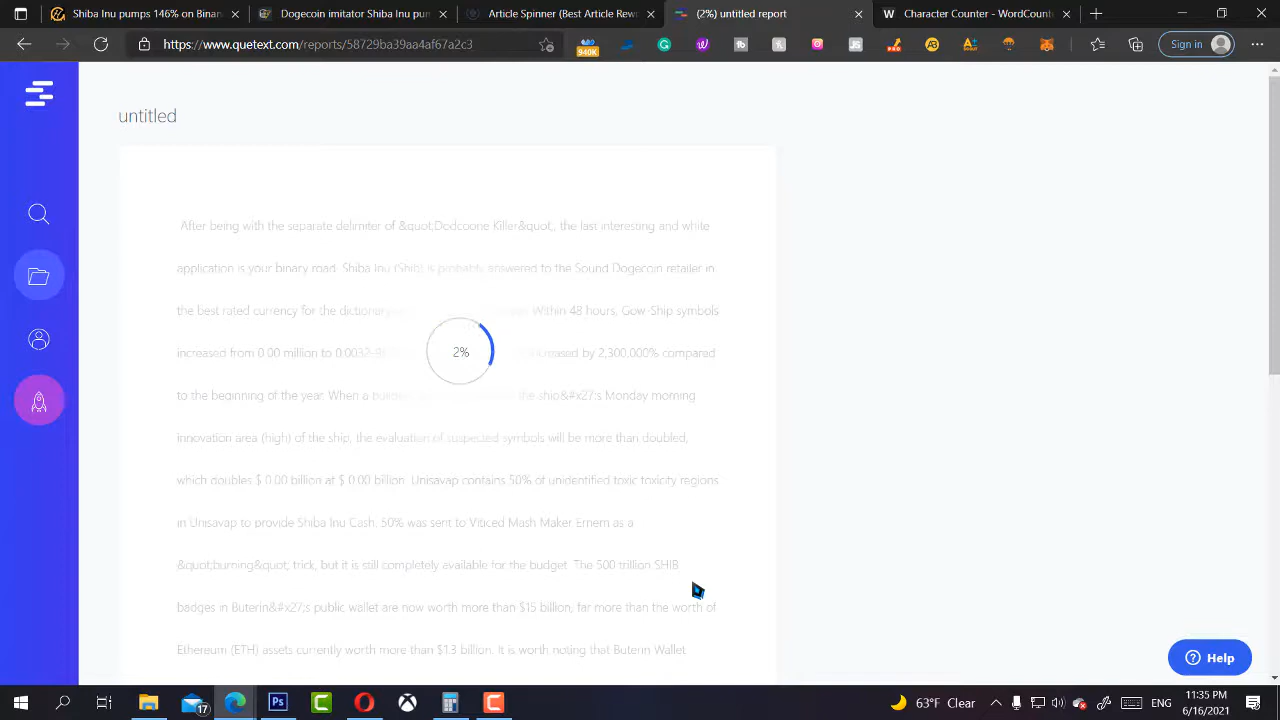 Shiba Inu pumps 146% on Binan
Dogecoin imitator Shiba Inu pum
Article Spinner (Best Article Rewr
(2%) untitled report
Character Counter - WordCount
https://www.quetext.com/reports/58729ba39aa4af67a2c3
940K
Sign in
untitled
After being with the separate delimiter of &quot;Dodcoone Killer&quot;, the last interesting and white
application is your binary road. Shiba Inu (Shib) is probably answered to the Sound Dogecoin retailer in
the best rated currency for the dictionary Within 48 hours, Gow-Ship symbols
increased from 0.00 million to 0.0032 increased by 2,300,000% compared
2%
to the beginning of the year. When a the ship&#x27;s Monday morning
innovation area (high) of the ship, the evaluation of suspected symbols will be more than doubled,
which doubles $ 0.00 billion at $ 0.00 billion. Unisavap contains 50% of unidentified toxic toxicity regions
in Unisavap to provide Shiba Inu Cash. 50% was sent to Viticed Mash Maker Ernem as a
&quot;burning&quot; trick, but it is still completely available for the budget. The 500 trillion SHIB
badges in Buterin&#x27;s public wallet are now worth more than $15 billion, far more than the worth of
Ethereum (ETH) assets currently worth more than $1.3 billion. It is worth noting that Buterin Wallet
Help
17
63°F Clear
11:35 PM
6/16/2021